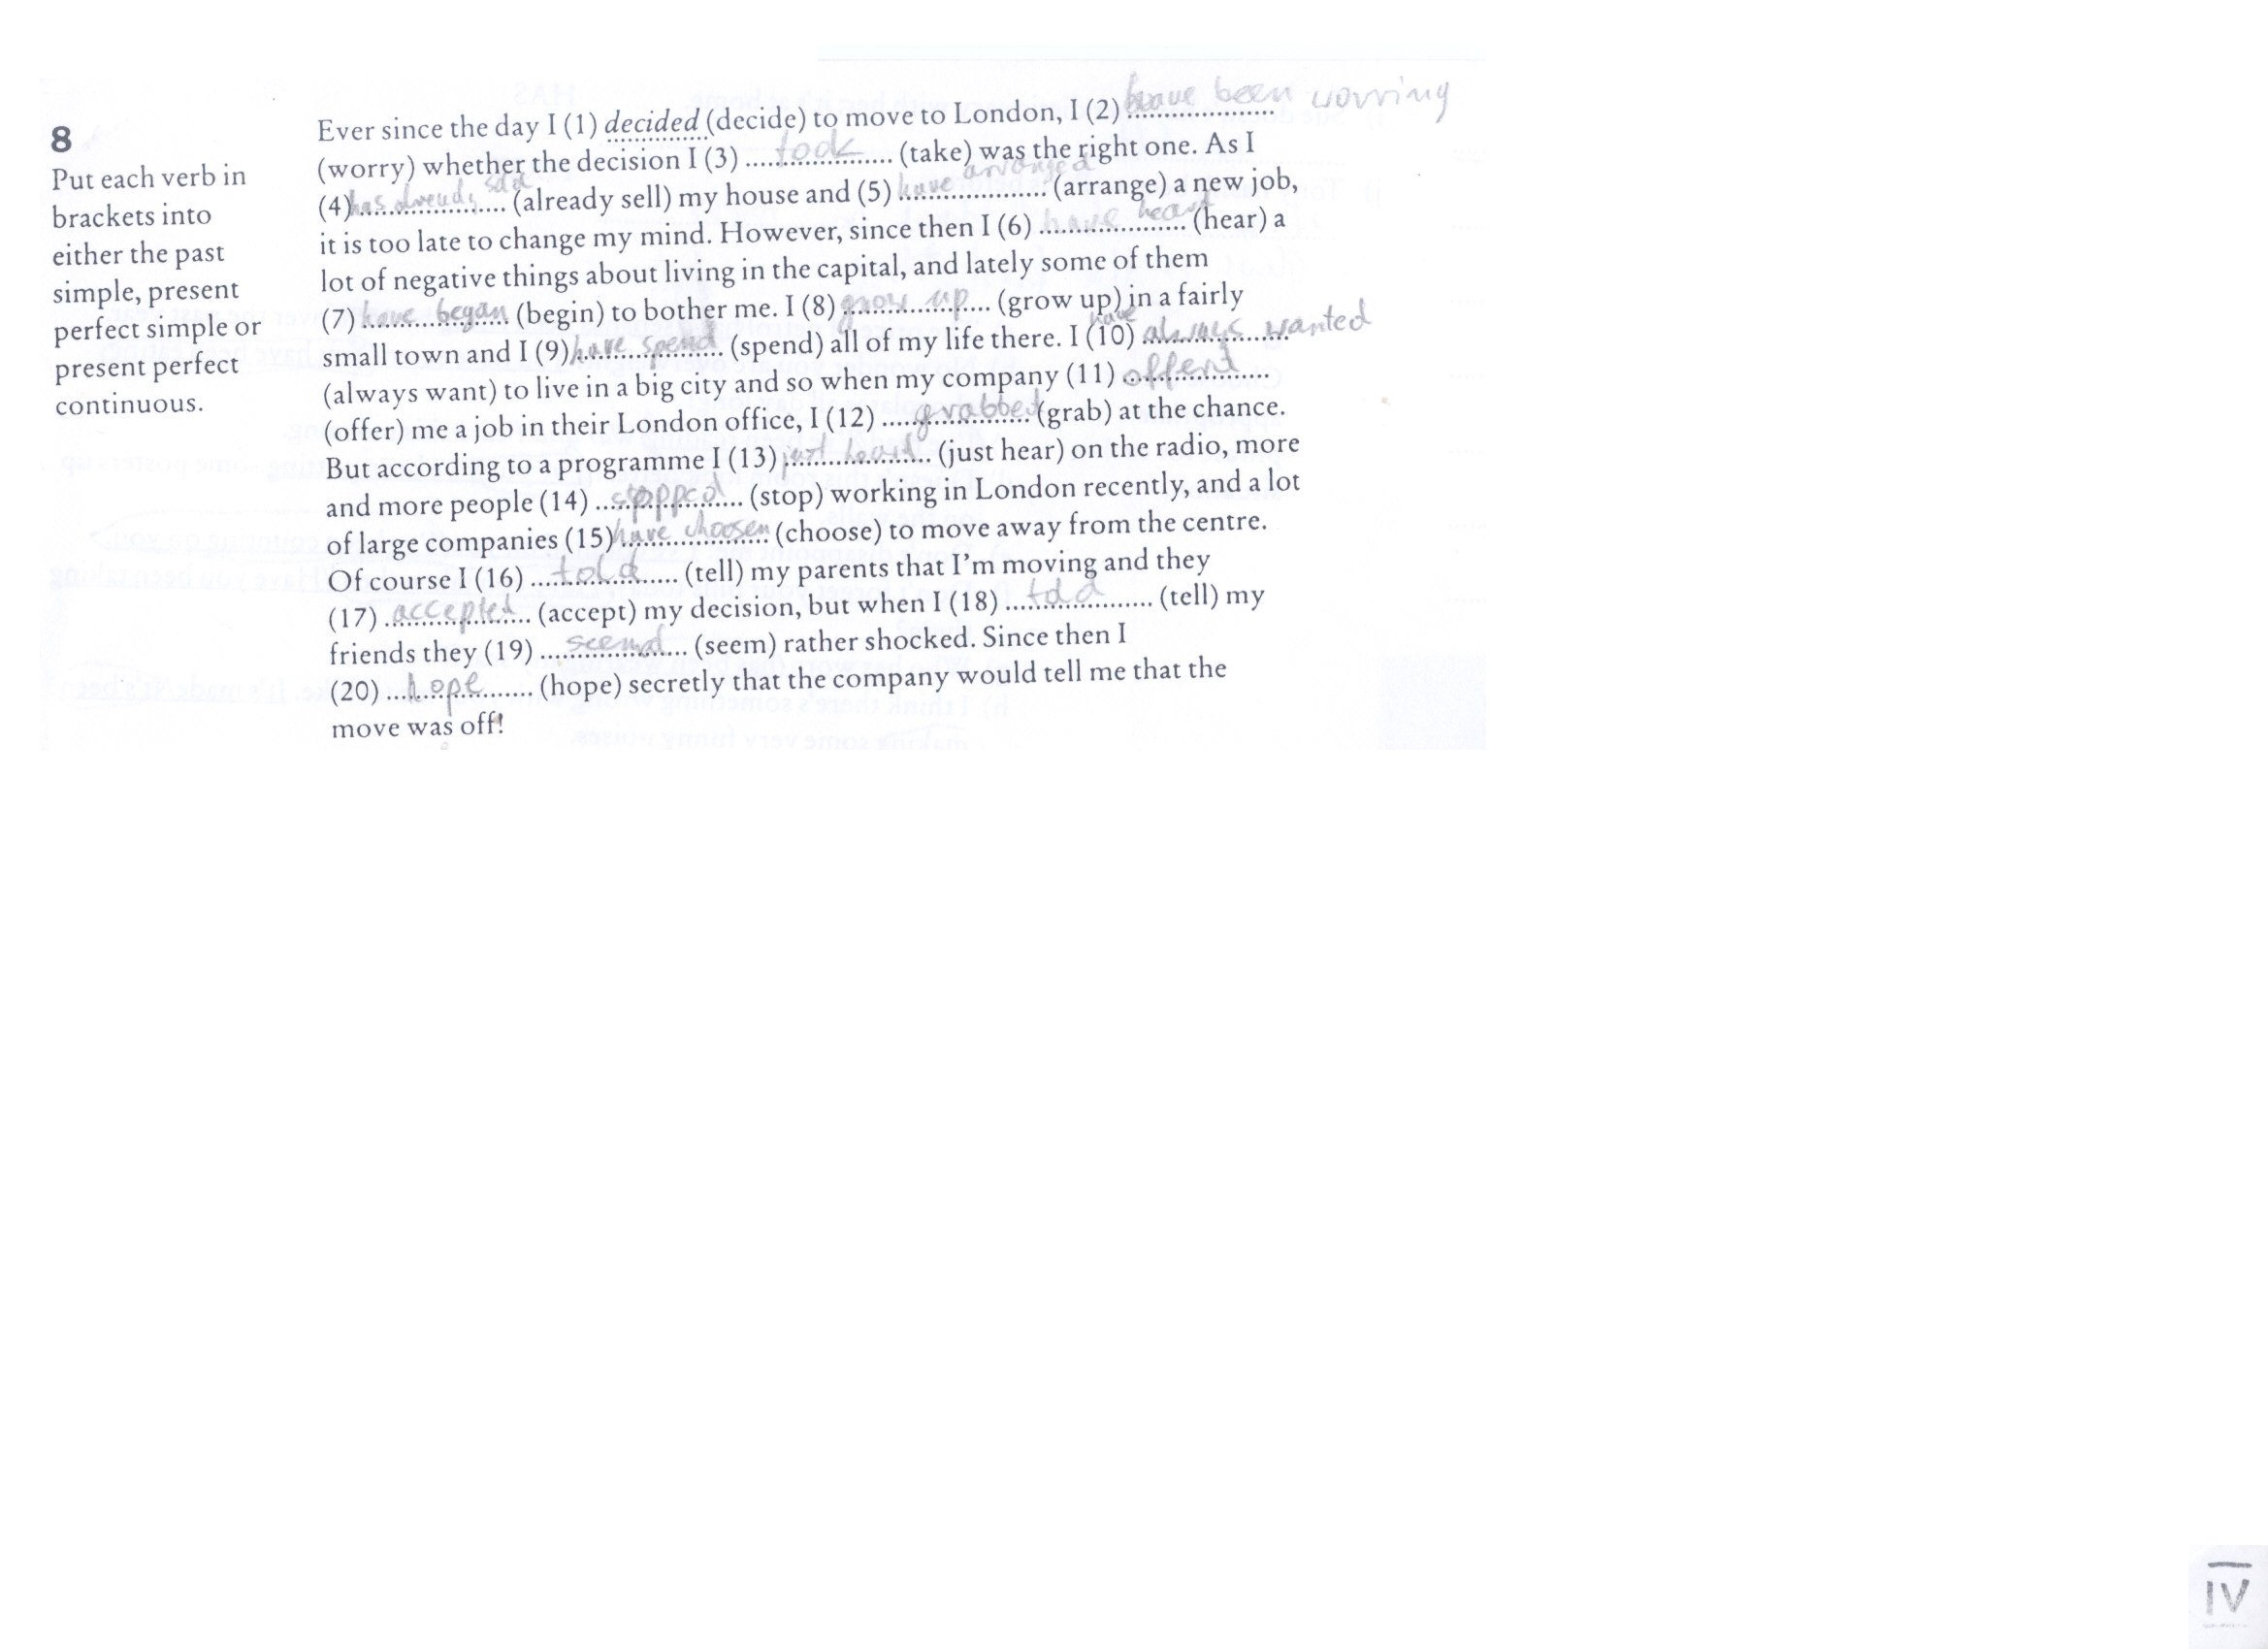 8
Put each verb in
brackets into
either the past
simple, present
perfect simple or
present perfect
continuous.
Ever since the day I (1) decided (decide) to move to London, I (2) have been worring
(worry) whether the decision I (3) took (take) was the right one. As I
(4) has already sold (already sell) my house and (5) have arranged (arrange) a new job,
it is too late to change my mind. However, since then I (6) have heard (hear) a
lot of negative things about living in the capital, and lately some of them
(7) have began (begin) to bother me. I (8) grow up (grow up) in a fairly
small town and I (9) have spend (spend) all of my life there. I (10) have always wanted
(always want) to live in a big city and so when my company (11)
(offer) me a job in their London office, I (12) grabbed (grab) at the chance.
But according to a programme I (13) just heard (just hear) on the radio, more
and more people (14) stopped (stop) working in London recently, and a lot
of large companies (15) have choosen (choose) to move away from the centre.
Of course I (16) told (tell) my parents that I'm moving and they
(17) accepted (accept) my decision, but when I (18) told (tell) my
friends they (19) seemd (seem) rather shocked. Since then I
(20) hope (hope) secretly that the company would tell me that the
move was off!
IV